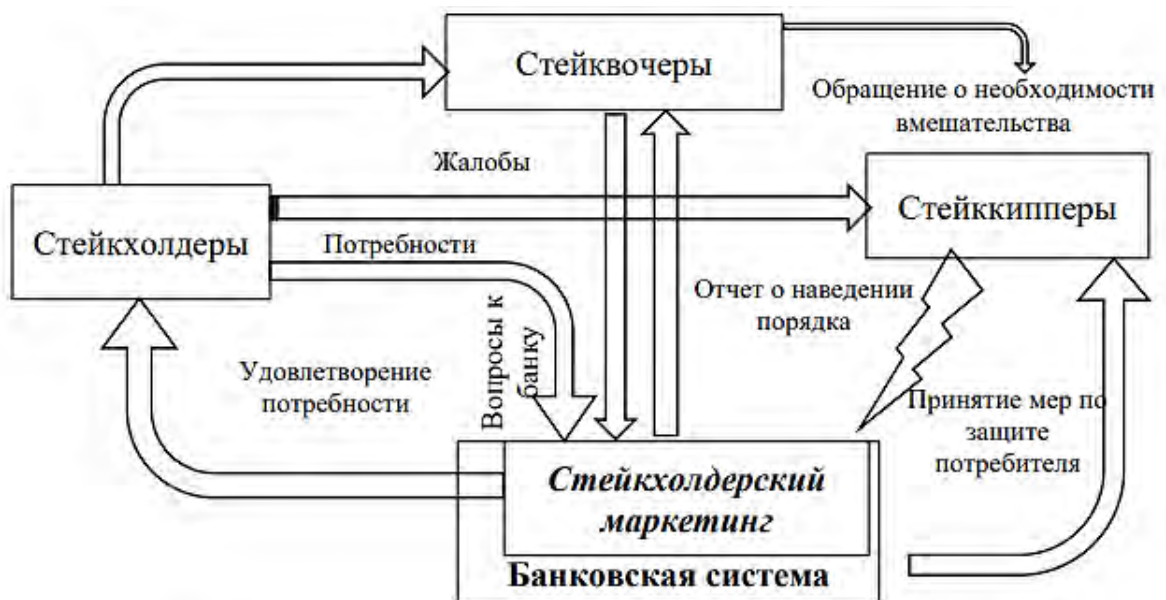 Стейквочеры
Обращение о необходимости
вмешательства
Жалобы
Стейккипперы
Стейкхолдеры
Потребности
Отчет о наведении
порядка
Вопросы к
банку
Удовлетворение
потребности
Принятие мер по
защите
потребителя
Стейкхолдерский
маркетинг
Банковская система